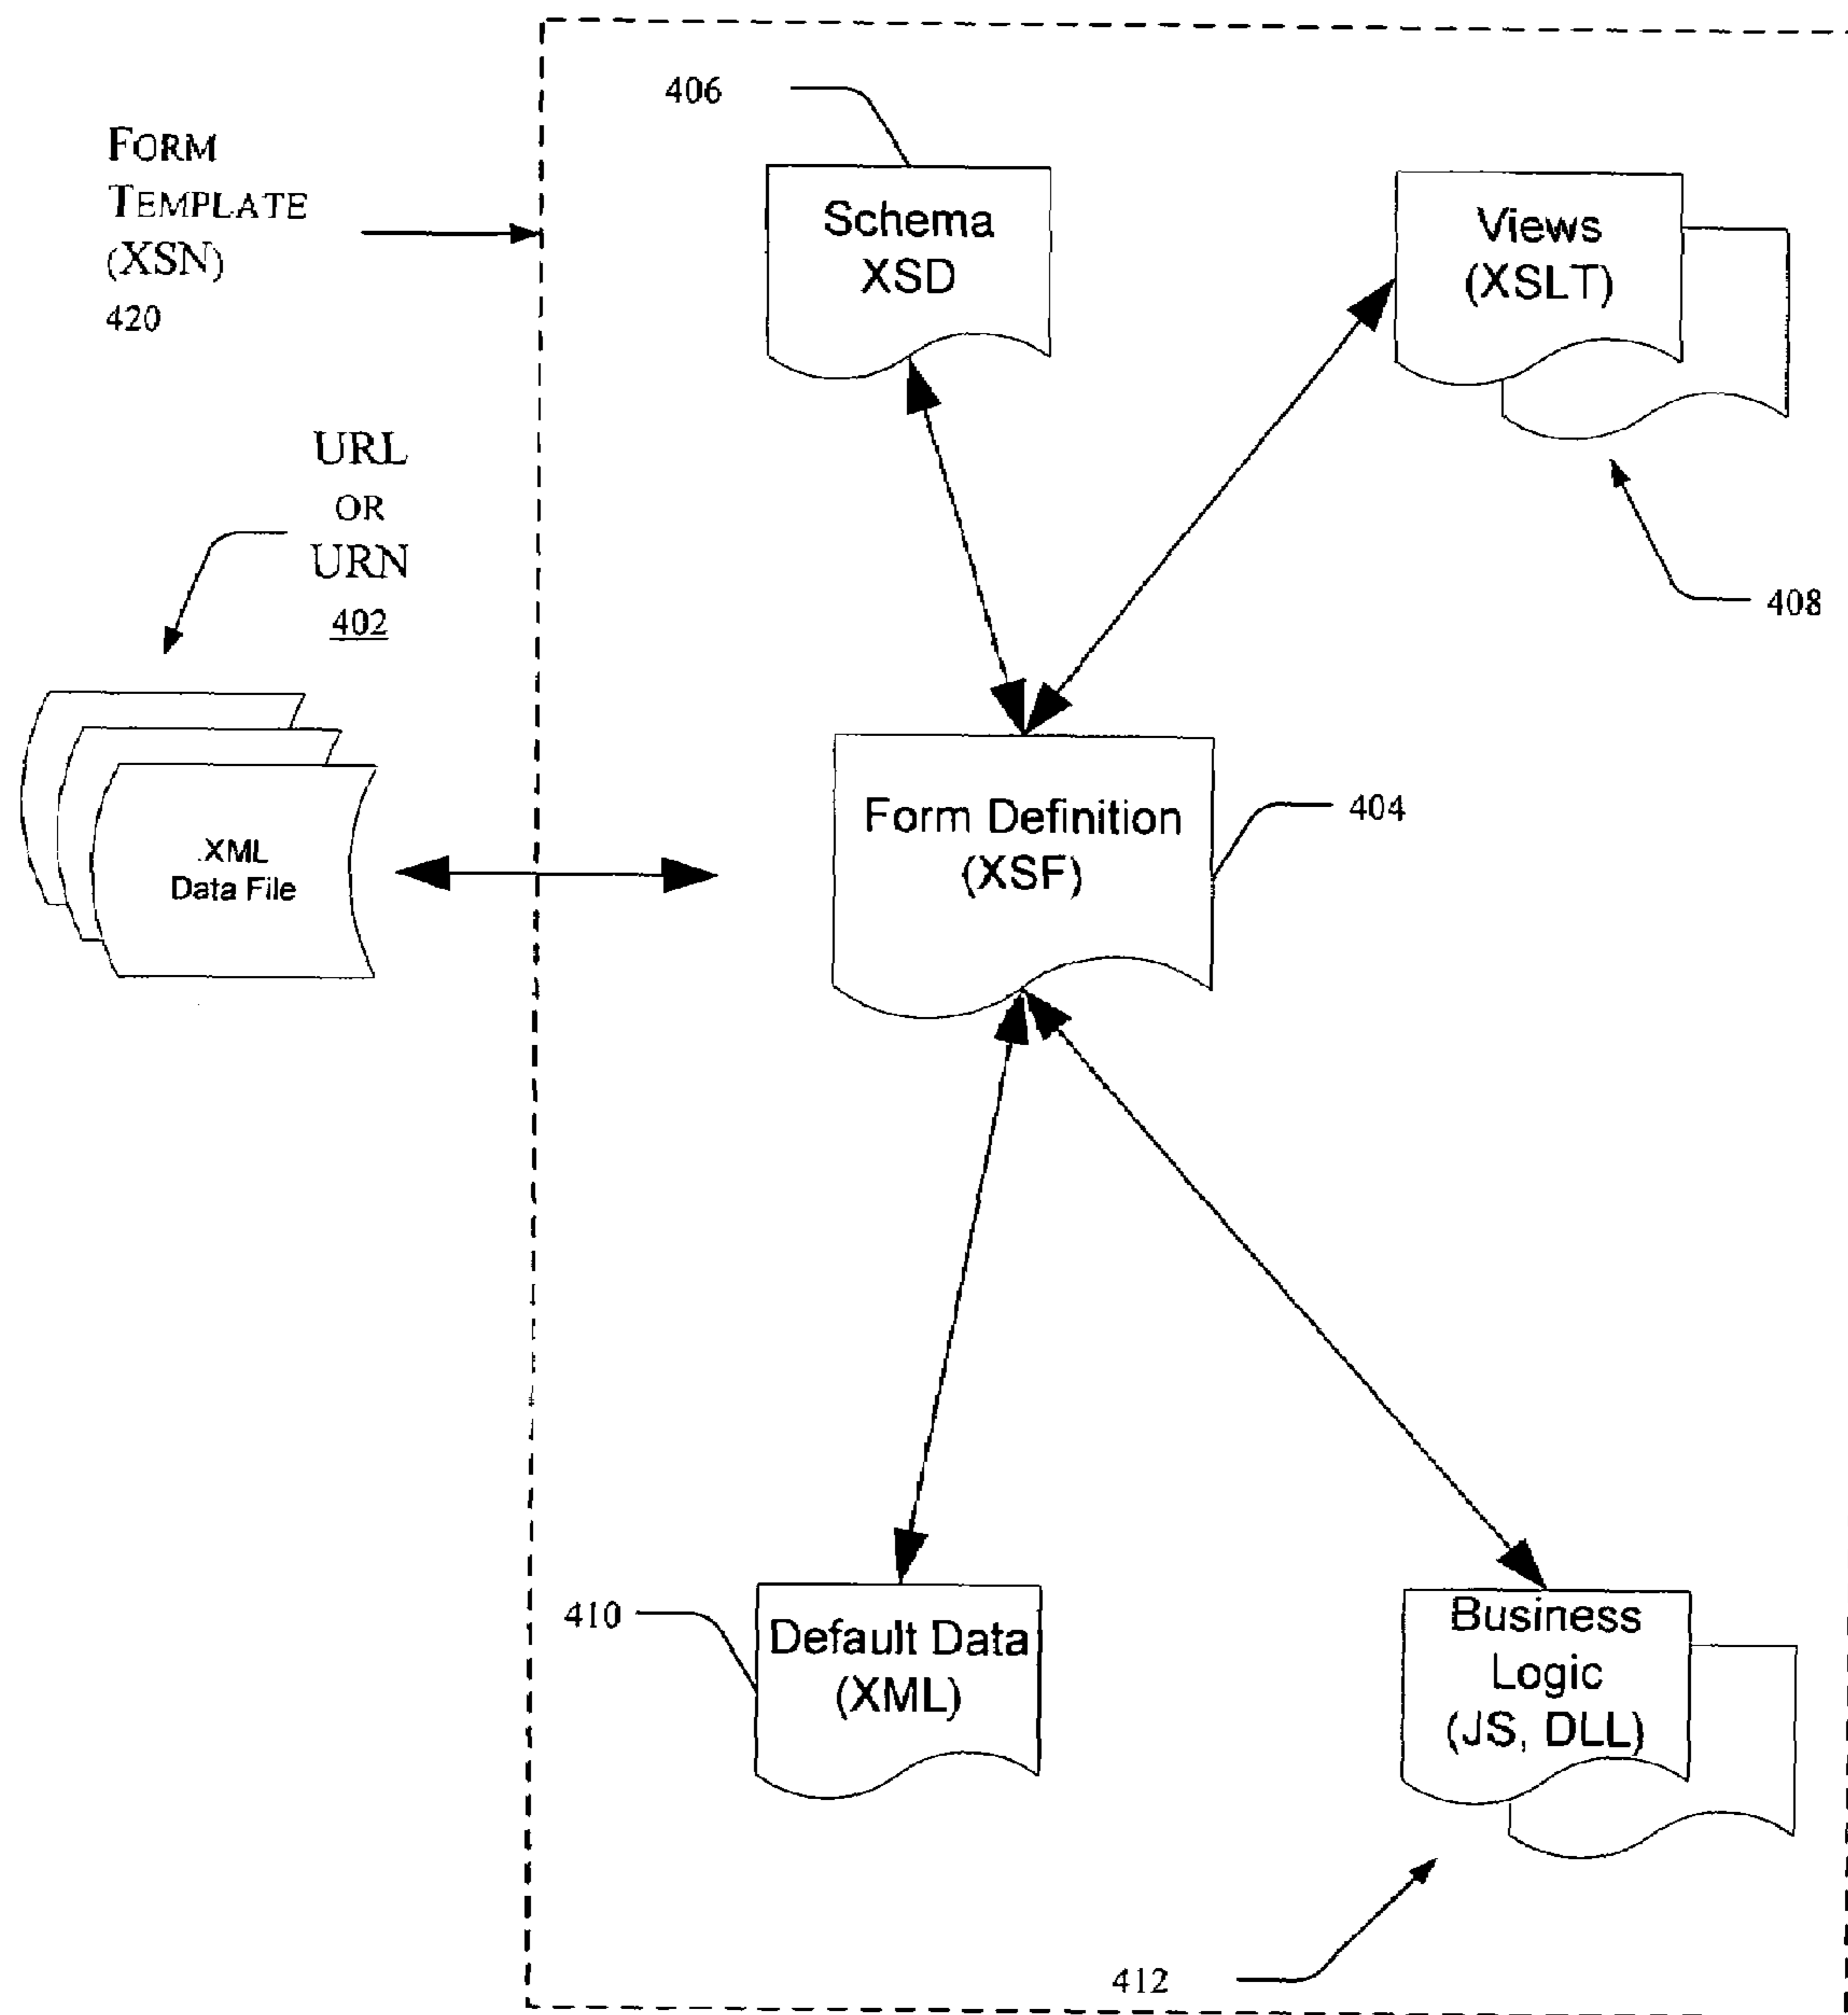 406
FORM
TEMPLATE
(XSN)
420
Schema
XSD
Views
(XSLT)
408
URL
OR
URN
402
.XML
Data File
Form Definition
(XSF)
404
410
Default Data
(XML)
Business
Logic
(JS, DLL)
412